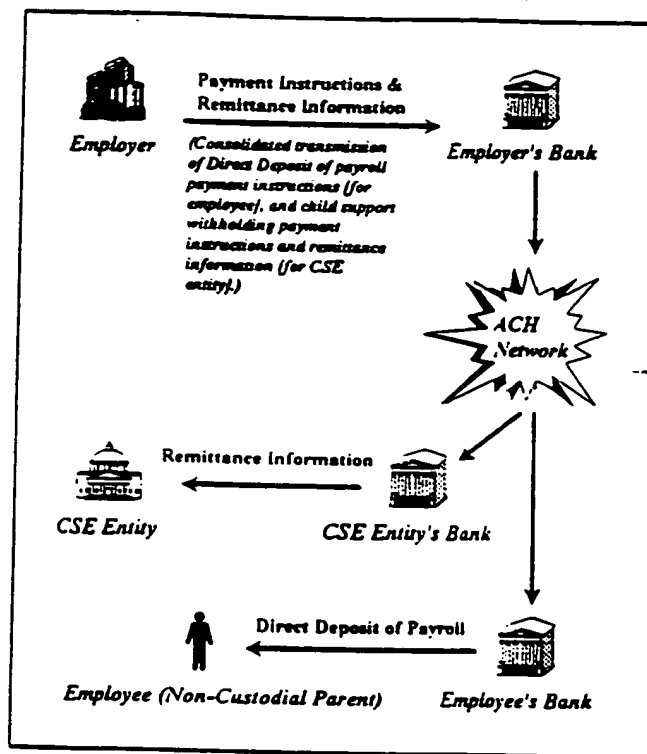 Payment Instructions &
Remittance Information
Employer
Employer's Bank
(Consolidated transmission
of Direct Deposit of payroll
payment instructions [for
employee], and child support
withholding payment
instructions and remittance
information [for CSE
entity].)
ACH
Network
Remittance Information
CSE Entity
CSE Entity's Bank
Direct Deposit of Payroll
Employee (Non-Custodial Parent)
Employee's Bank